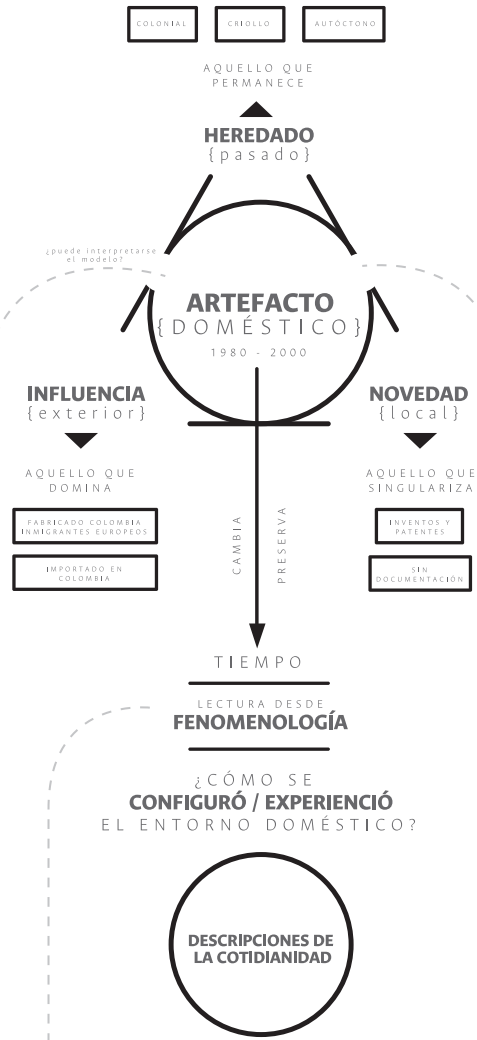 COLONIAL
CRIOLLO
AUTÓCTONO
AQUELLO QUE
PERMANECE
HEREDADO
{pasado}
¿puede interpretarse
el modelo?
ARTEFACTO
{DOMÉSTICO}
1980 - 2000
INFLUENCIA
{exterior}
AQUELLO QUE
DOMINA
FABRICADO COLOMBIA
INMIGRANTES EUROPEOS
IMPORTADO EN
COLOMBIA
NOVEDAD
{local}
AQUELLO QUE
SINGULARIZA
INVENTOS Y
PATENTES
SIN
DOCUMENTACIÓN
CAMBIA
PRESERVA
TIEMPO
LECTURA DESDE
FENOMENOLOGÍA
¿CÓMO SE
CONFIGURÓ / EXPERIENCIÓ
EL ENTORNO DOMÉSTICO?
DESCRIPCIONES DE
LA COTIDIANIDAD